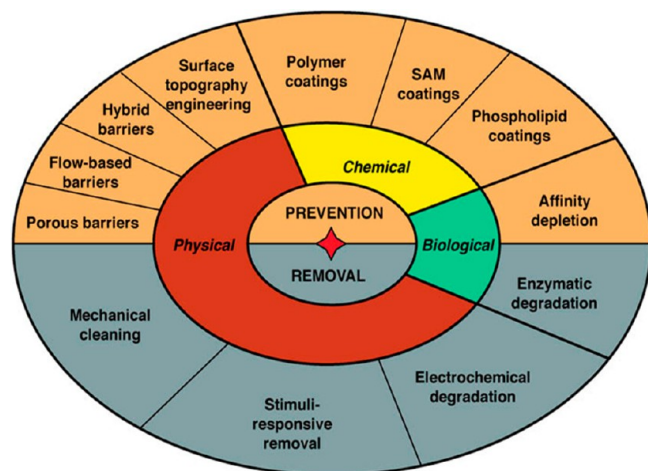 Surface
topography
engineering
Polymer
coatings
SAM
coatings
Phospholipid
coatings
Hybrid
barriers
Flow-based
barriers
Porous barriers
Affinity
depletion
Chemical
Physical
Biological
PREVENTION
REMOVAL
Mechanical
cleaning
Enzymatic
degradation
Stimuli-
responsive
removal
Electrochemical
degradation